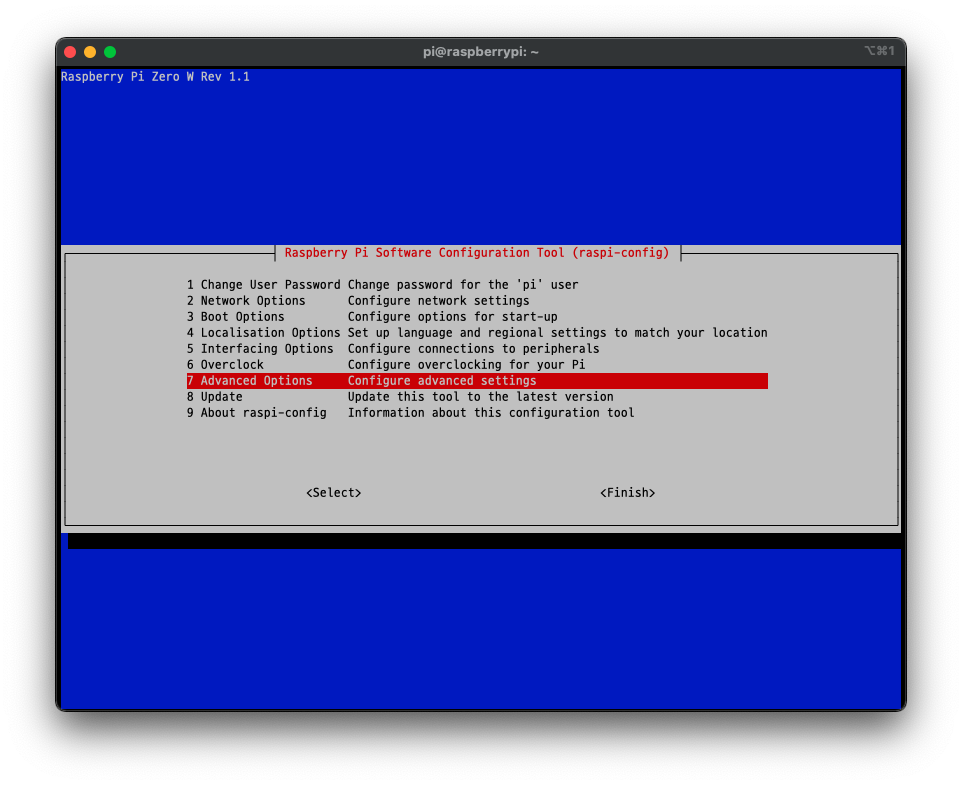 pi@raspberrypi: ~ ⌥⌘1
Raspberry Pi Zero W Rev 1.1
Raspberry Pi Software Configuration Tool (raspi-config)
1 Change User Password Change password for the 'pi' user
2 Network Options Configure network settings
3 Boot Options Configure options for start-up
4 Localisation Options Set up language and regional settings to match your location
5 Interfacing Options Configure connections to peripherals
6 Overclock Configure overclocking for your Pi
7 Advanced Options Configure advanced settings
8 Update Update this tool to the latest version
9 About raspi-config Information about this configuration tool
<Select> <Finish>